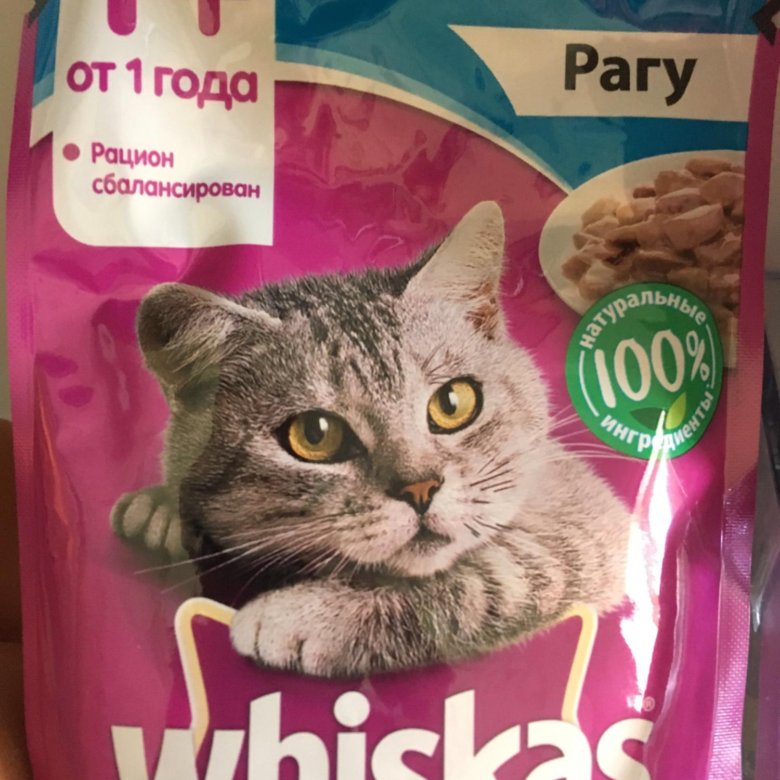 от 1 года
• Рацион
сбалансирован
Рагу
натуральные
100%
ингредиенты
whiskas®